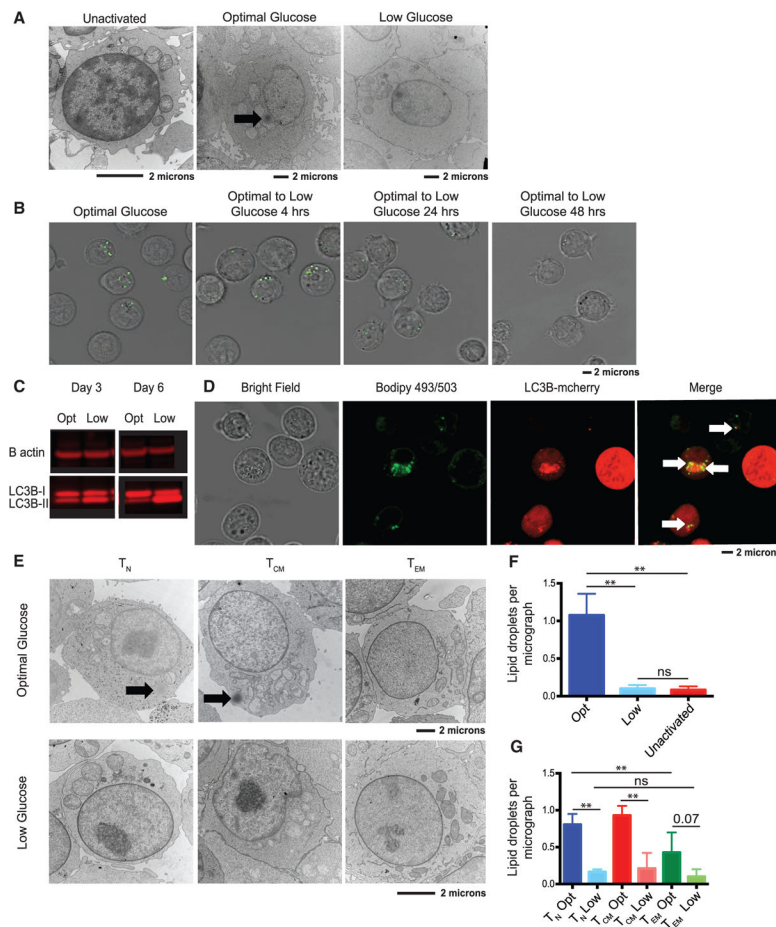 A
Unactivated
Optimal Glucose
Low Glucose
2 microns
2 microns
2 microns
B
Optimal Glucose
Optimal to Low
Glucose 4 hrs
Optimal to Low
Glucose 24 hrs
Optimal to Low
Glucose 48 hrs
2 microns
C
Day 3
Day 6
Opt
Low
Opt
Low
B actin
LC3B-I
LC3B-II
D
Bright Field
Bodipy 493/503
LC3B-mcherry
Merge
2 microns
E
TN
TCM
TEM
Optimal Glucose
2 microns
Low Glucose
2 microns
F
Lipid droplets per
micrograph
1.5
1.0
0.5
0.0
**
**
ns
Opt
Low
Unactivated
G
Lipid droplets per
micrograph
1.5
1.0
0.5
0.0
**
ns
**
**
0.07
TN Opt
TN Low
TCM Opt
TCM Low
TEM Opt
TEM Low